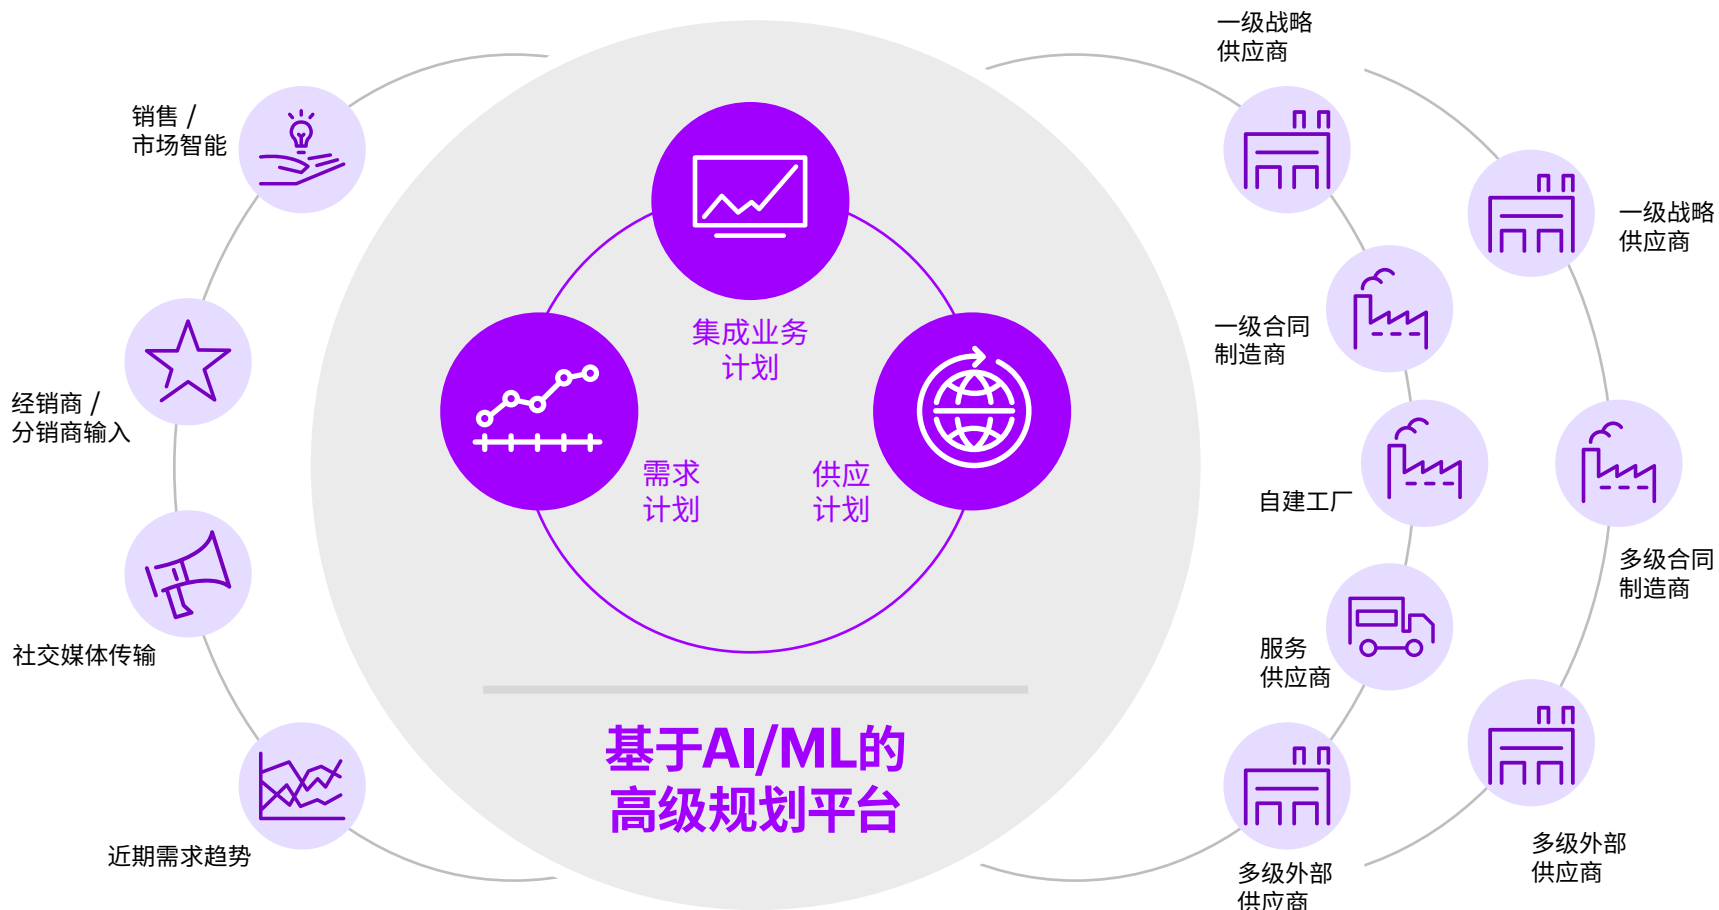 销售 /
市场智能
经销商 /
分销商输入
社交媒体传输
近期需求趋势
集成业务
计划
需求
计划
供应
计划
基于AI/ML的
高级规划平台
一级战略
供应商
一级合同
制造商
自建工厂
服务
供应商
多级外部
供应商
一级战略
供应商
多级合同
制造商
多级外部
供应商